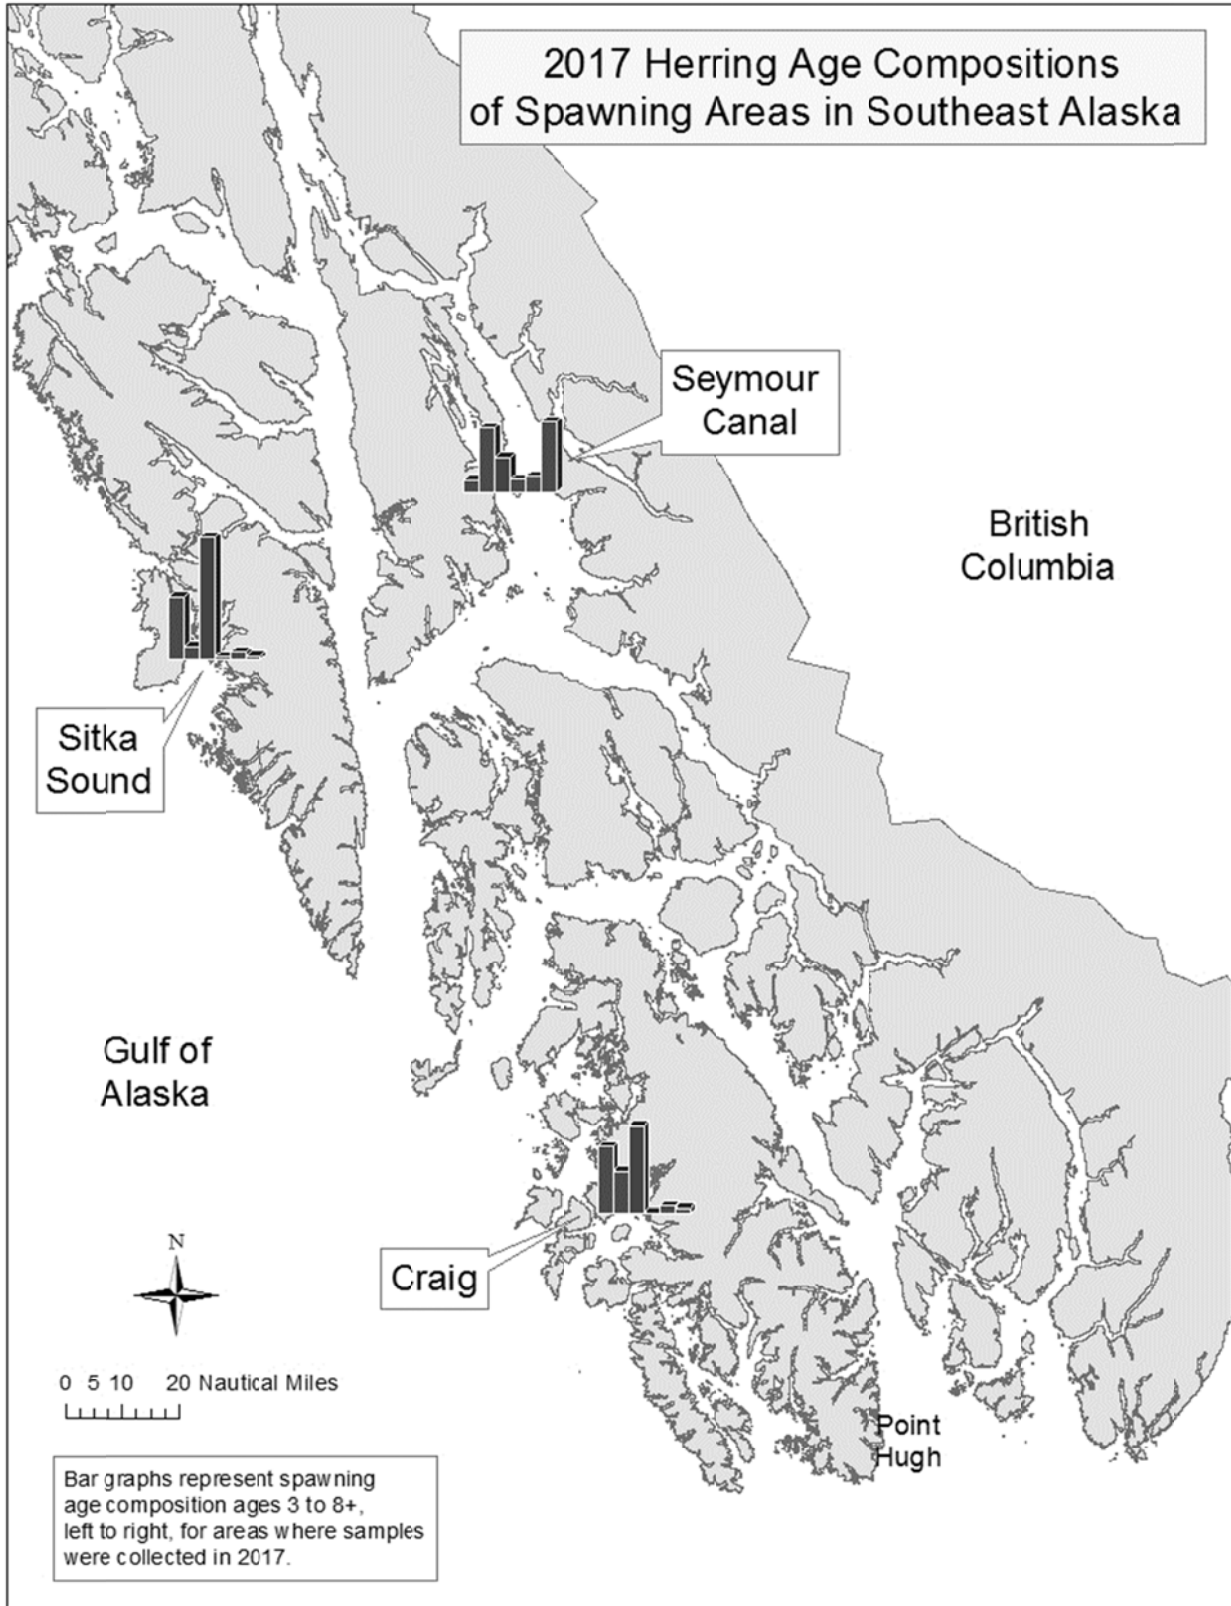 2017 Herring Age Compositions
of Spawning Areas in Southeast Alaska
Seymour
Canal
British
Columbia
Sitka
Sound
Gulf of
Alaska
Craig
N
0 5 10 20 Nautical Miles
Point
Hugh
Bar graphs represent spawning
age composition ages 3 to 8+,
left to right, for areas where samples
were collected in 2017.